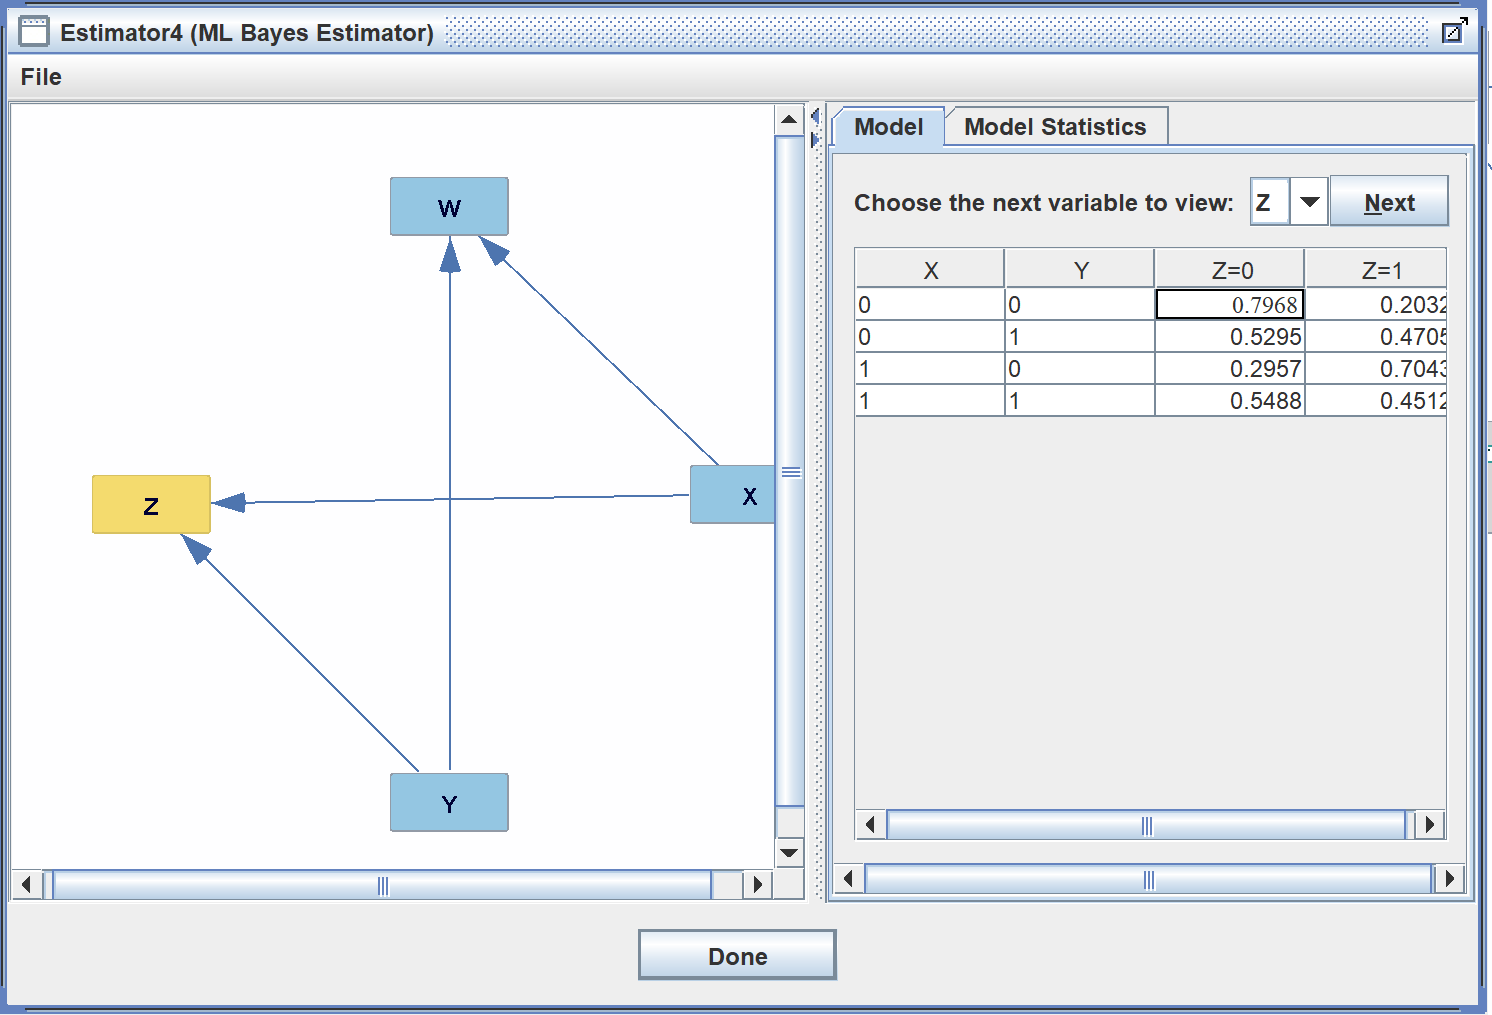 Estimator4 (ML Bayes Estimator)
File
Model Model Statistics
Choose the next variable to view: Z Next
X Y Z=0 Z=1
0 0 0.7968 0.2032
0 1 0.5295 0.4705
1 0 0.2957 0.7043
1 1 0.5488 0.4512
W
X
Z
Y
Done